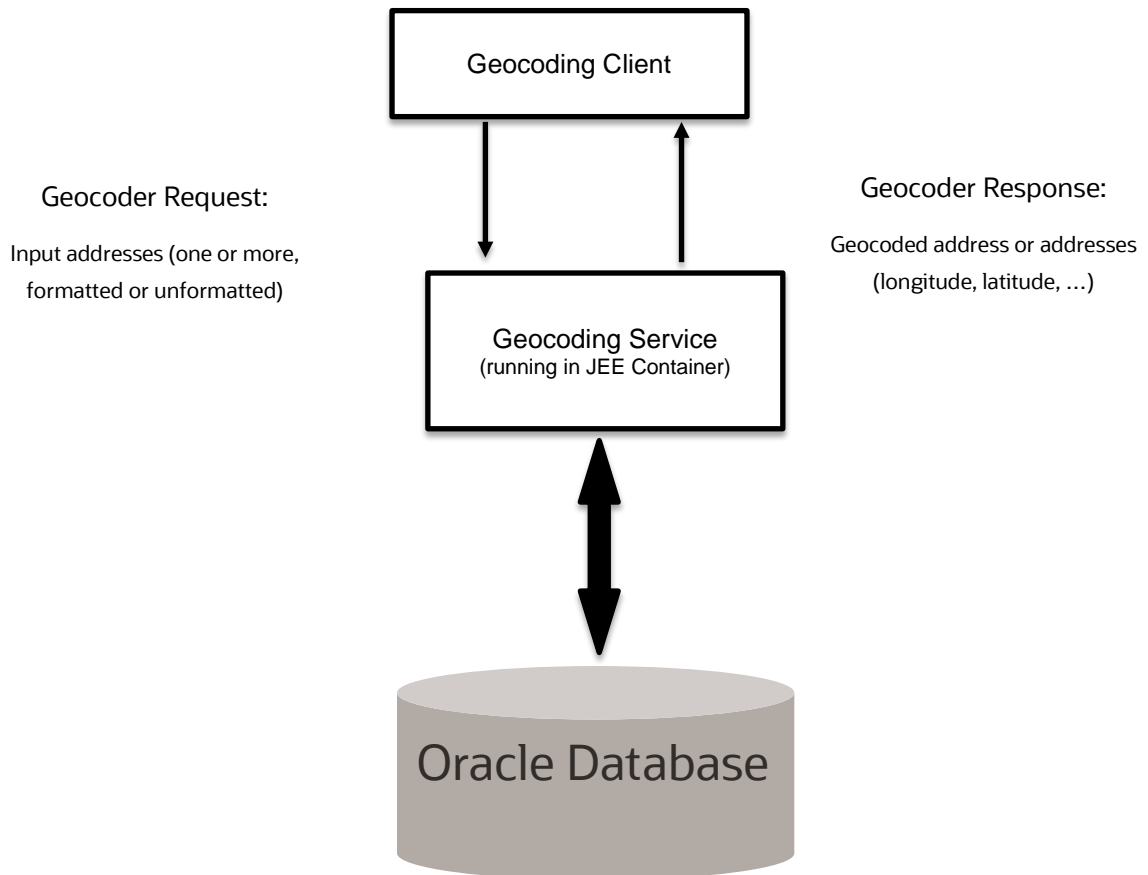 Geocoding Client
Geocoder Request:
Input addresses (one or more,
formatted or unformatted)
Geocoder Response:
Geocoded address or addresses
(longitude, latitude, …)
Geocoding Service
(running in JEE Container)
Oracle Database